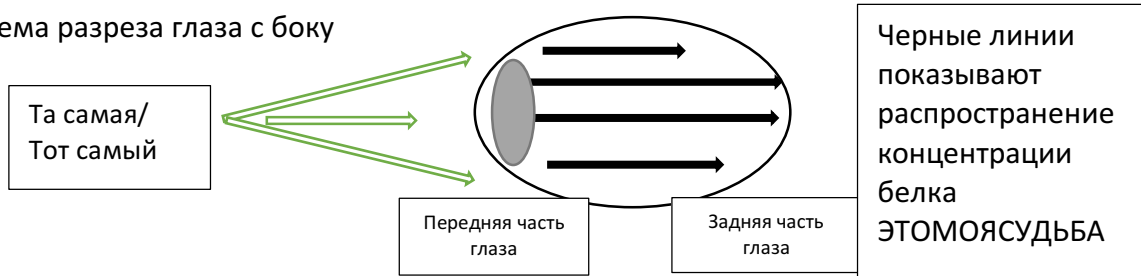 ема разреза глаза с боку
Та самая/
Тот самый
Передняя часть
глаза
Задняя часть
глаза
Черные линии
показывают
распространение
концентрации
белка
ЭТОМОЯСУДЬБА